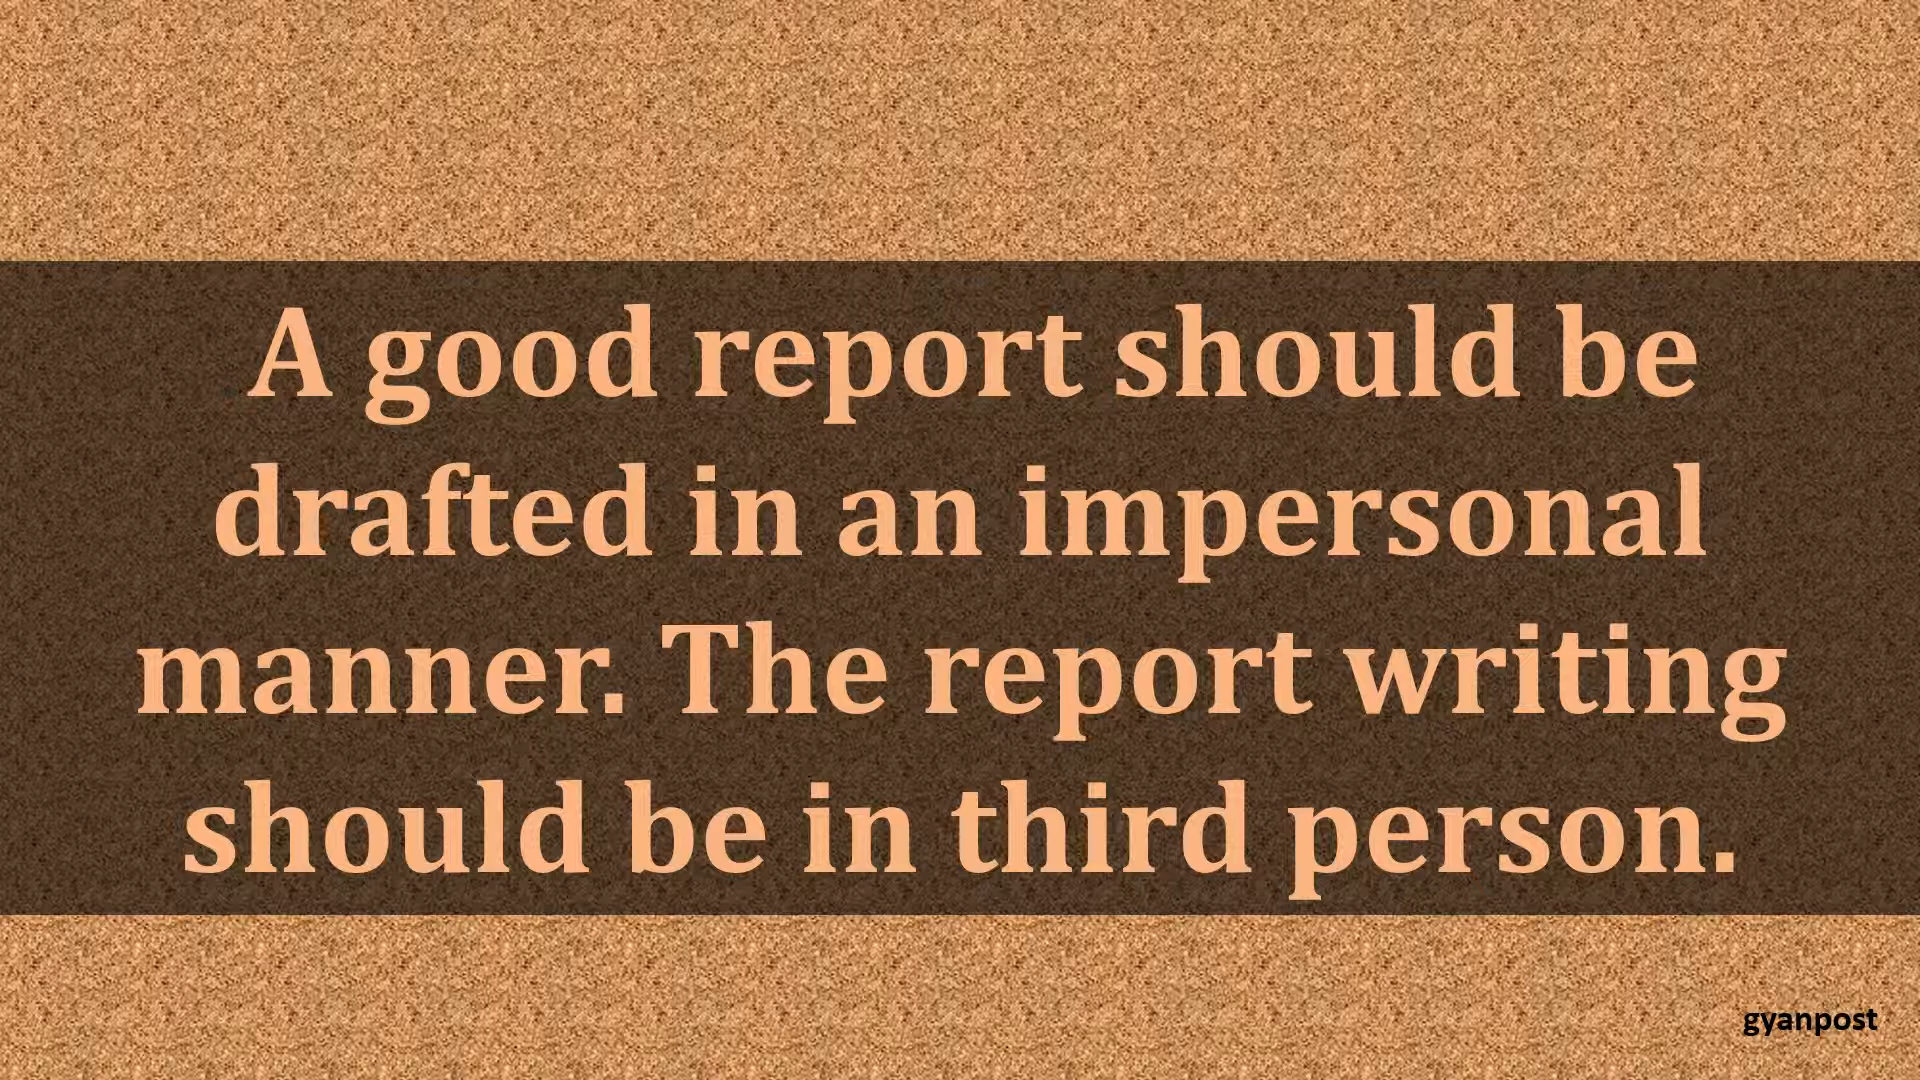 A good report should be
drafted in an impersonal
manner. The report writing
should be in third person.
gyanpost